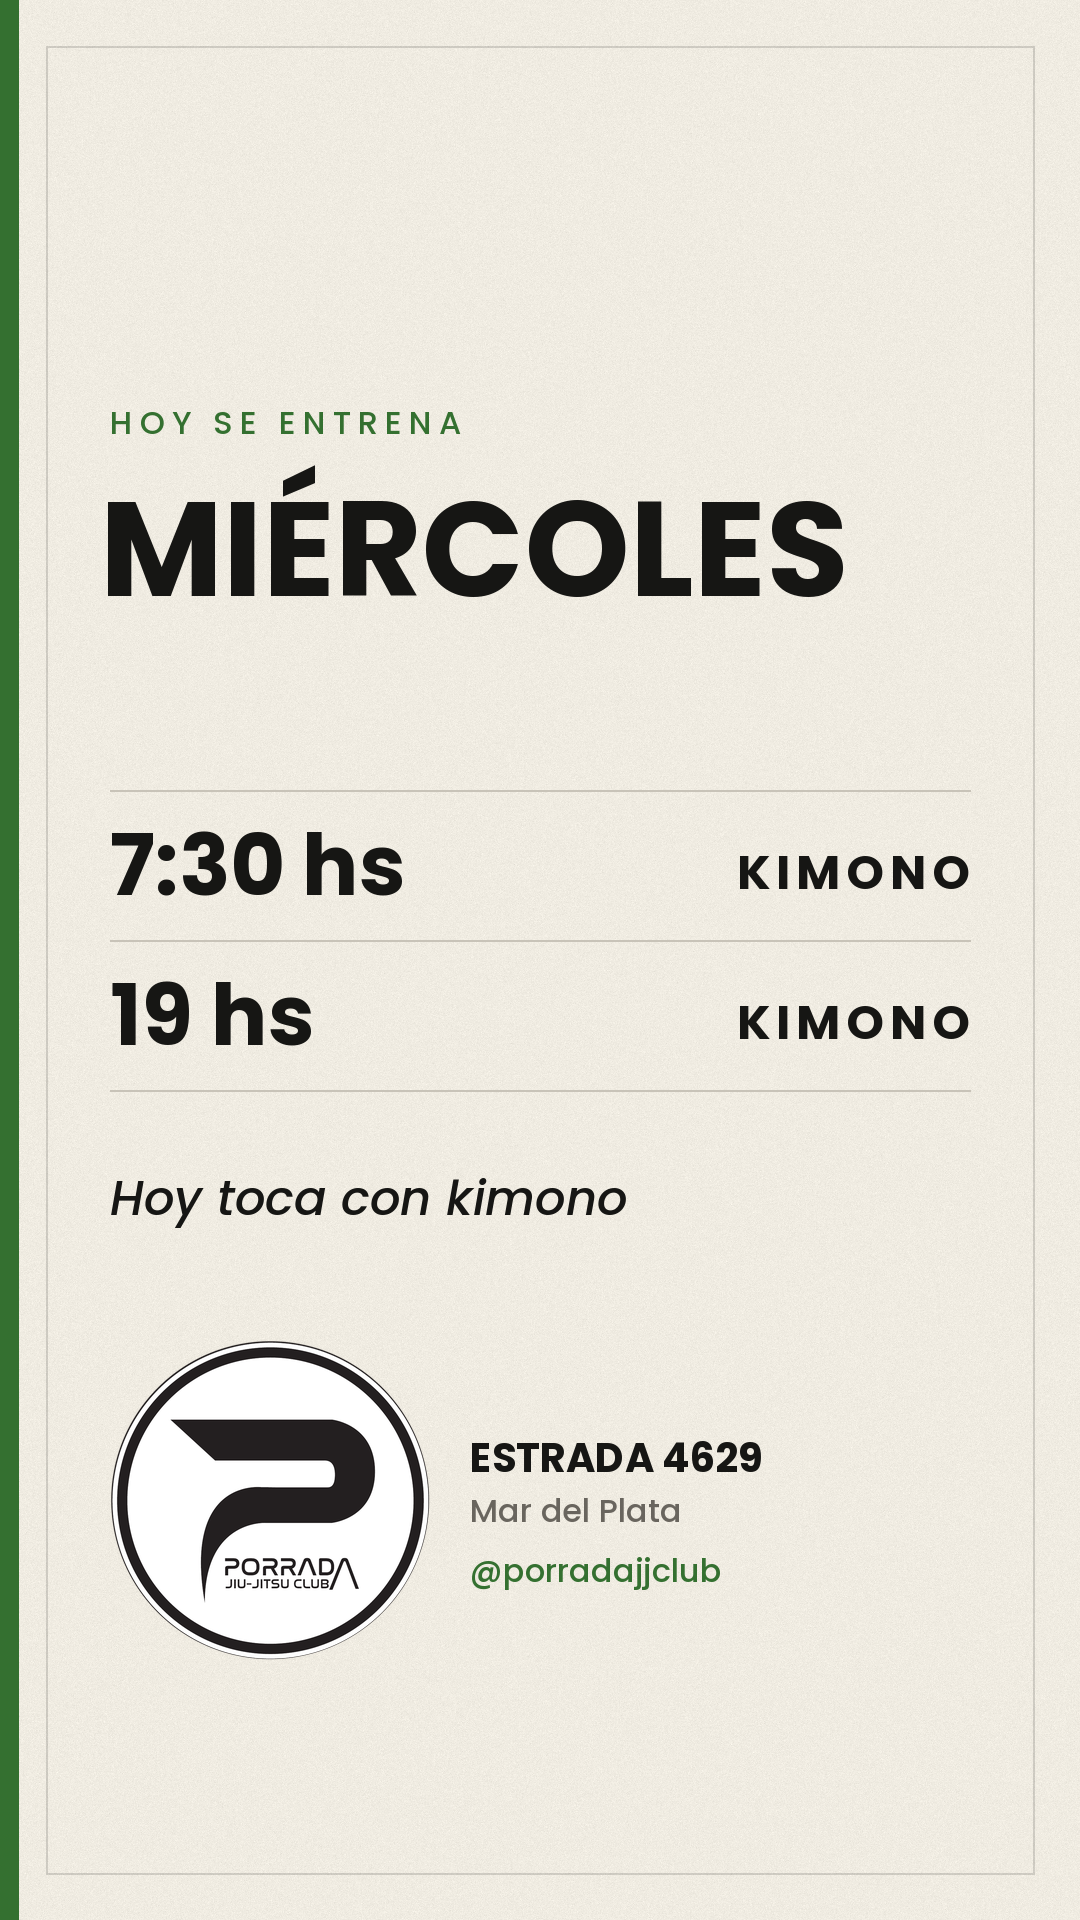 HOY SE ENTRENA
MIÉRCOLES
7:30 hs KIMONO
19 hs KIMONO
Hoy toca con kimono
PORRADA
JIU-JITSU CLUB
ESTRADA 4629
Mar del Plata
@porradajjclub